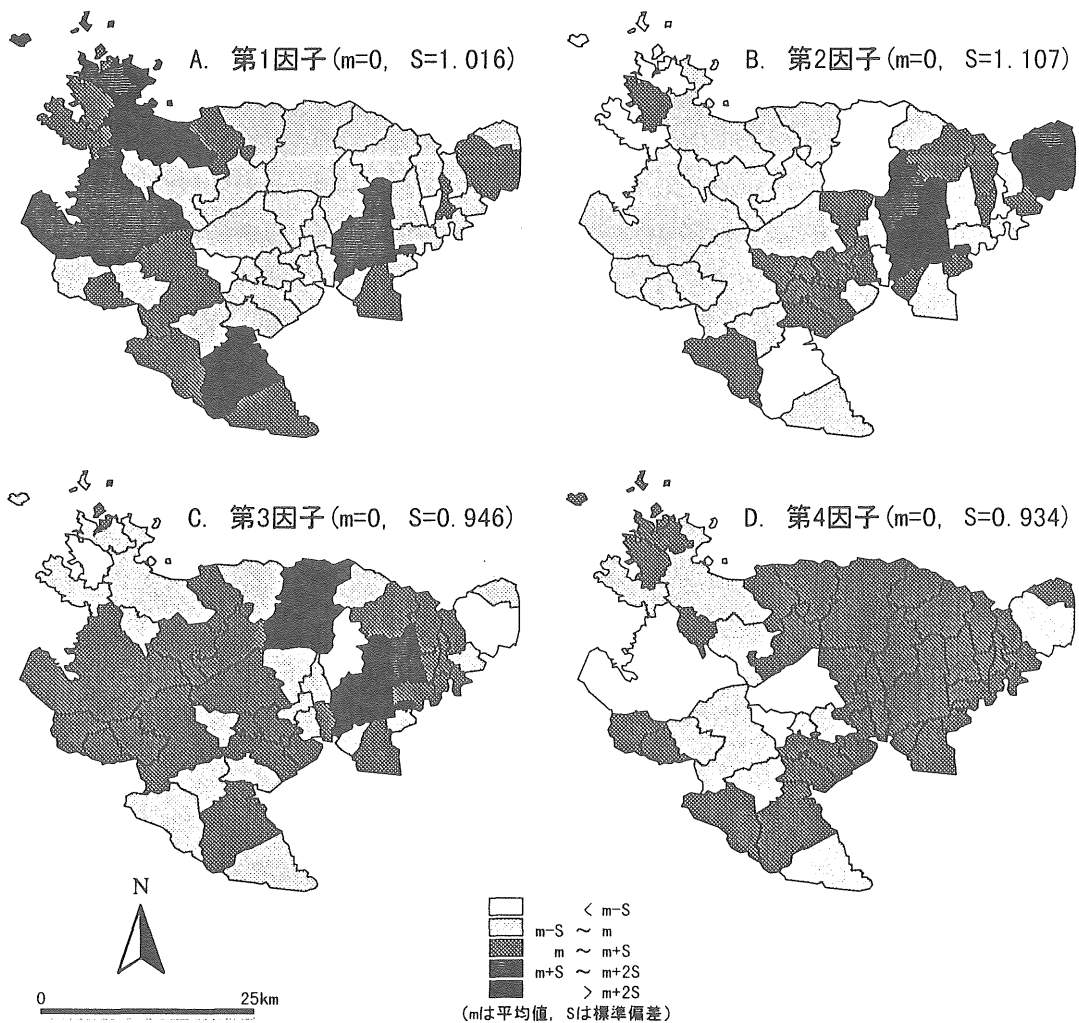 A. 第1因子(m=0, S=1.016)
B. 第2因子(m=0, S=1.107)
C. 第3因子(m=0, S=0.946)
D. 第4因子(m=0, S=0.934)
N
0 25km
< m-S
m-S ~ m
m ~ m+S
m+S ~ m+2S
> m+2S
(mは平均値, Sは標準偏差)